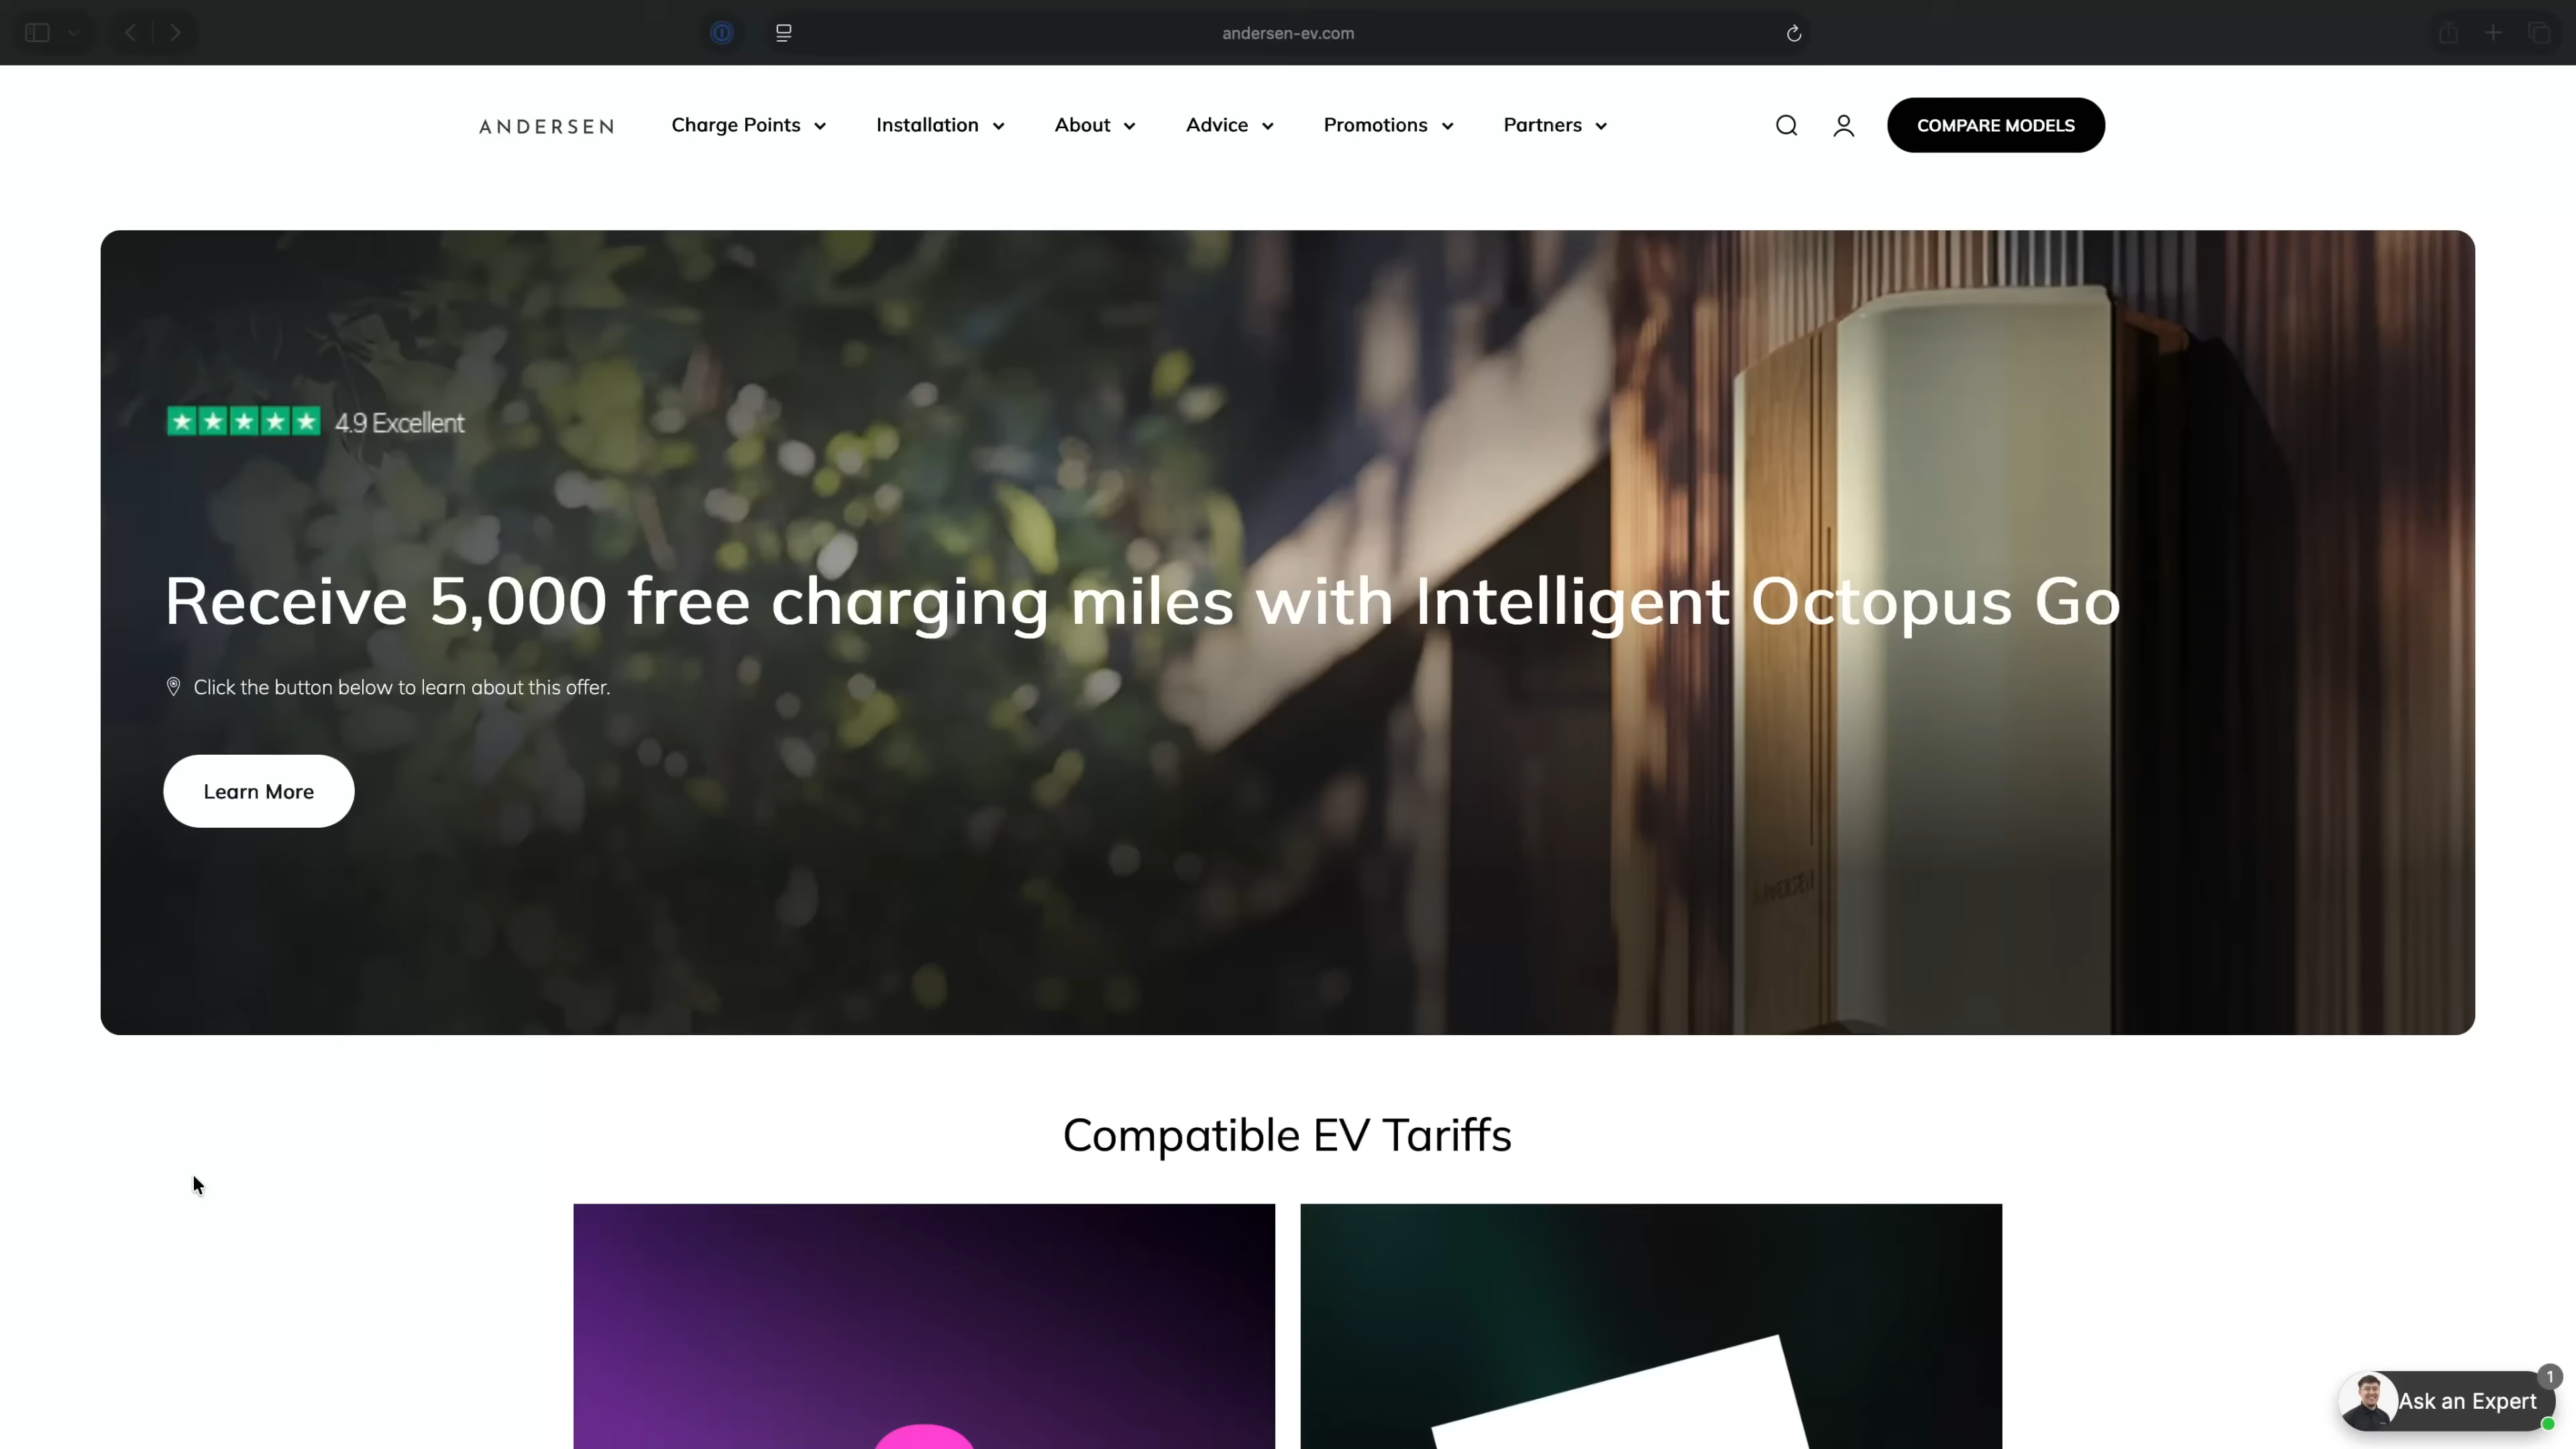 andersen-ev.com
ANDERSEN Charge Points Installation About Advice Promotions Partners COMPARE MODELS
4.9 Excellent
Receive 5,000 free charging miles with Intelligent Octopus Go
Click the button below to learn about this offer.
Learn More
Compatible EV Tariffs
1
Ask an Expert